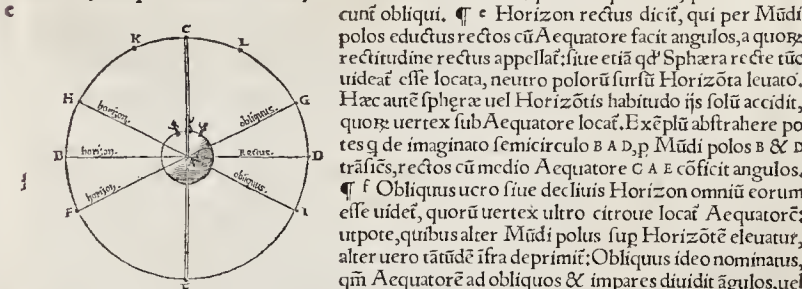 c
C
K
L
H
G
horizon.
obliquus.
B
horizon.
Rectus.
D
A
horizon.
obliquus
F
I
E
f
cunt obliqui. ¶ c Horizon rectus dicit̃, qui per Mūdi
polos eductus rectos cū Aequatore facit angulos, a quoꝝ
rectitudine rectus appellat̃: siue etiā qd' Sphæra recte tūc
uideat̃ esse locata, neutro polorū sursū Horizōta leuato.
Hæc autē spheræ uel Horizōtis habitudo ijs solū accidit,
quoꝝ uertex sub Aequatore locat̃. Exēplū abstrahere po
tes q̃ de imaginato semicirculo B A D, p Mūdi polos B & D
trāsiēs, rectos cū medio Aequatore C A E cōficit angulos.
¶ f Obliquus uero siue decliuis Horizon omniū eorum
esse uidet̃, quorū uertex ultro citroue locat̃ Aequatorē:
utpote, quibus alter Mūdi polus sup Horizōtē eleuatur,
alter uero tātūdē īfra deprimit̃: Obliquus ideo nominatus,
qm̃ Aequatorē ad obliquos & impares diuidit āgulos. uel